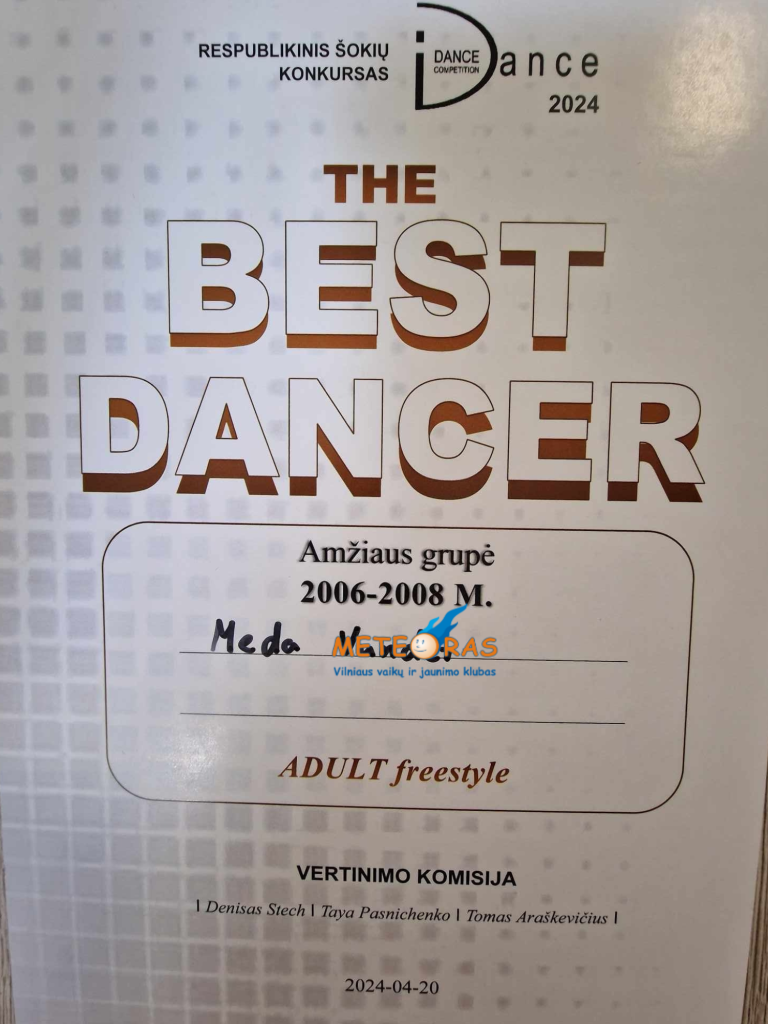 RESPUBLIKINIS ŠOKIŲ
KONKURSAS
DANCE
COMPETITION
iDance
2024
THE
BEST
DANCER
Amžiaus grupė
2006-2008 M.
Meda
METEORAS
Vilniaus vaikų ir jaunimo klubas
ADULT freestyle
VERTINIMO KOMISIJA
| Denisas Stech | Taya Pasnichenko | Tomas Araškevičius |
2024-04-20